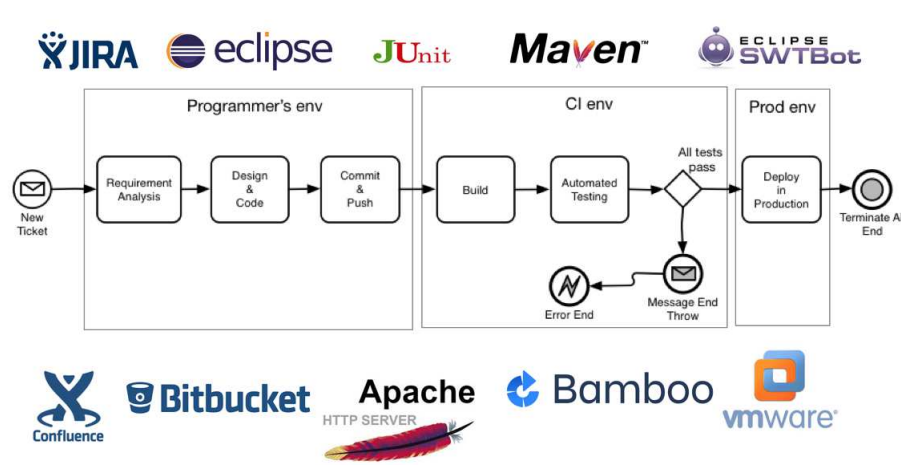 JIRA
eclipse
JUnit
Maven™
ECLIPSE
SWTBot
Programmer's env
CI env
Prod env
New
Ticket
Requirement
Analysis
Design
&
Code
Commit
&
Push
Build
Automated
Testing
All tests
pass
Deploy
in
Production
Terminate Al
End
Error End
Message End
Throw
Confluence
Bitbucket
Apache
HTTP SERVER
Bamboo
vmware®